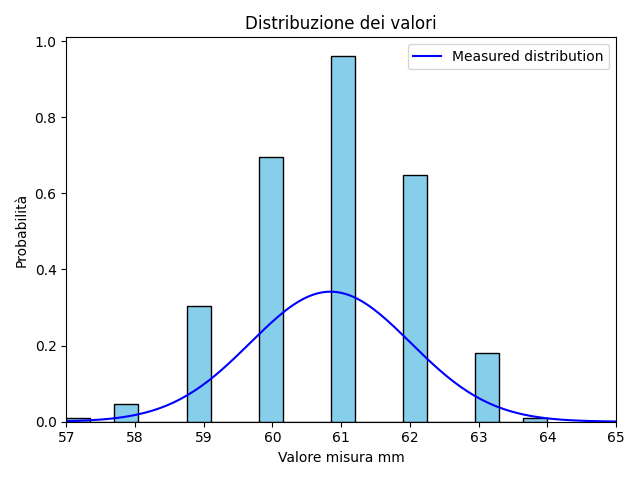 Distribuzione dei valori
Measured distribution
Probabilità
1.0
0.8
0.6
0.4
0.2
0.0
57 58 59 60 61 62 63 64 65
Valore misura mm